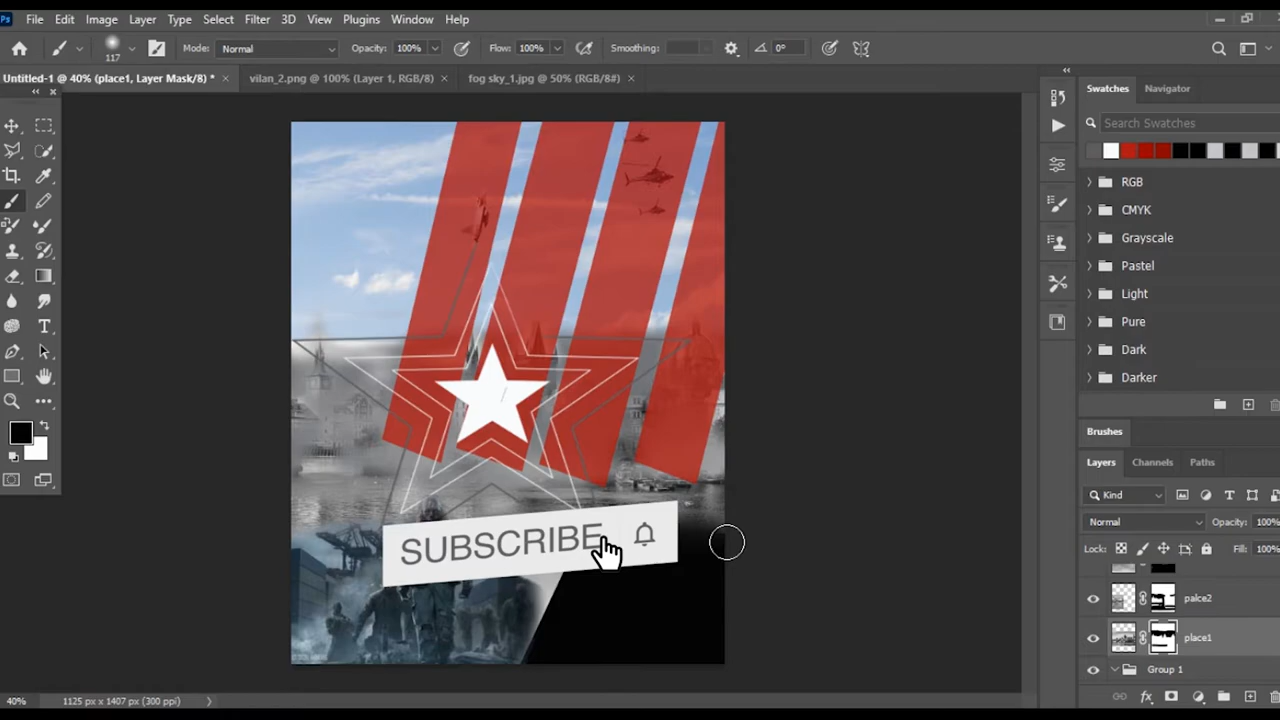 Ps File Edit Image Layer Type Select Filter 3D View Plugins Window Help
117 Mode: Normal Opacity: 100% Flow: 100% Smoothing: 0°
Untitled-1 @ 40% (place1, Layer Mask/8) * × vilan_2.png @ 100% (Layer 1, RGB/8) × fog sky_1.jpg @ 50% (RGB/8#) ×
Swatches Navigator
Search Swatches
RGB
CMYK
Grayscale
Pastel
Light
Pure
Dark
Darker
Brushes
Layers Channels Paths
Kind
Normal Opacity: 100%
Lock: Fill: 100%
palce2
place1
Group 1
SUBSCRIBE
40% 1125 px x 1407 px (300 ppi)